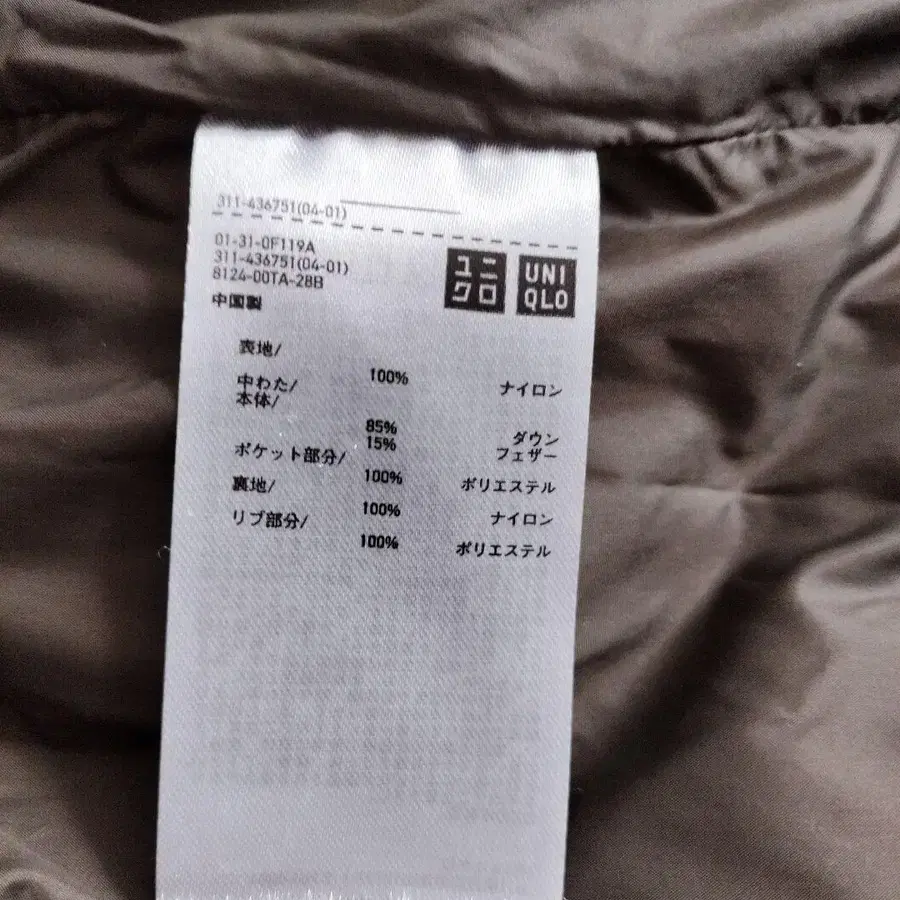 311-436751(04-01)
01-31-0F119A
311-436751(04-01)
8124-00TA-28B
中国製
ユニ
クロ
UNI
QLO
表地/
100% ナイロン
中わた/
本体/
85% ダウン
15% フェザー
ポケット部分/
100% ポリエステル
裏地/
100% ナイロン
リブ部分/
100% ポリエステル